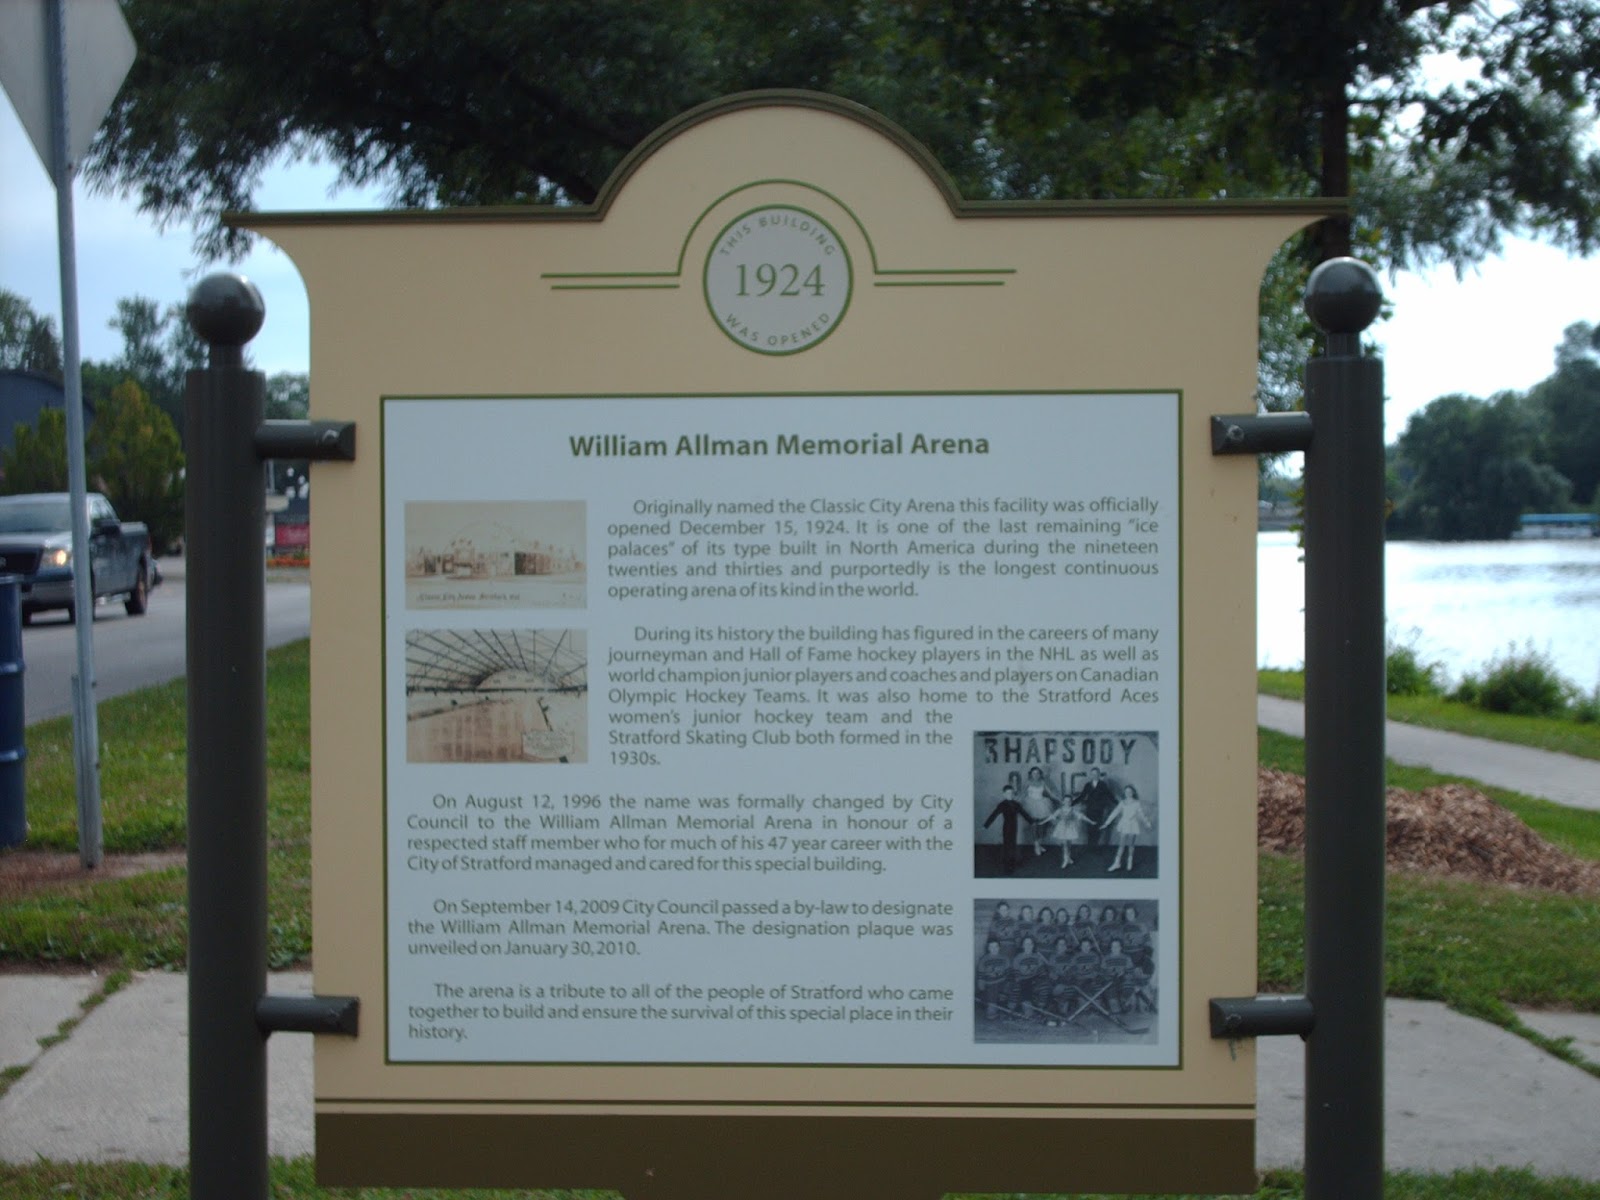 THIS BUILDING
1924
WAS OPENED
William Allman Memorial Arena
Originally named the Classic City Arena this facility was officially
opened December 15, 1924. It is one of the last remaining "ice
palaces" of its type built in North America during the nineteen
twenties and thirties and purportedly is the longest continuous
operating arena of its kind in the world.
During its history the building has figured in the careers of many
journeyman and Hall of Fame hockey players in the NHL as well as
world champion junior players and coaches and players on Canadian
Olympic Hockey Teams. It was also home to the Stratford Aces
women's junior hockey team and the
Stratford Skating Club both formed in the
1930s.
On August 12, 1996 the name was formally changed by City
Council to the William Allman Memorial Arena in honour of a
respected staff member who for much of his 47 year career with the
City of Stratford managed and cared for this special building.
On September 14, 2009 City Council passed a by-law to designate
the William Allman Memorial Arena. The designation plaque was
unveiled on January 30, 2010.
The arena is a tribute to all of the people of Stratford who came
together to build and ensure the survival of this special place in their
history.
Classic City Arena, Stratford
RHAPSODY